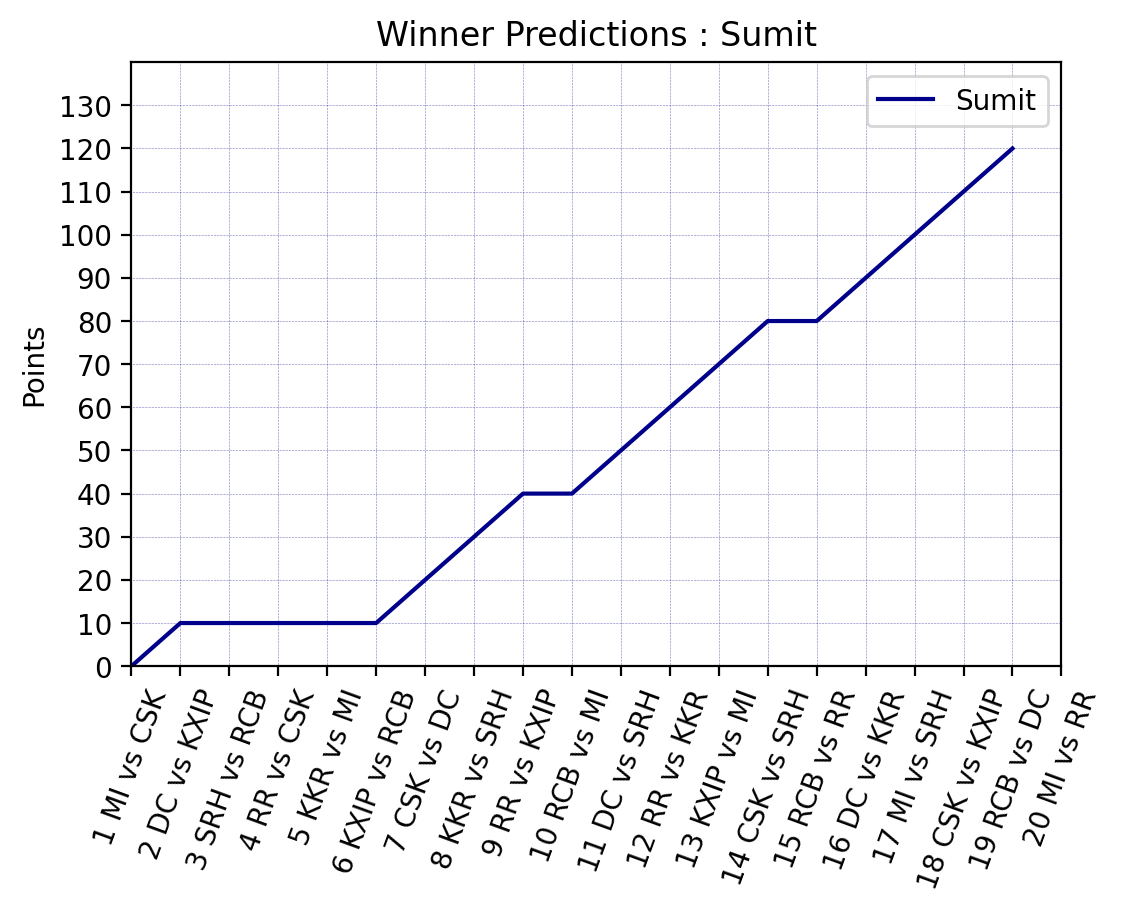 Winner Predictions : Sumit
Sumit
Points
130
120
110
100
90
80
70
60
50
40
30
20
10
0
1 MI vs CSK
2 DC vs KXIP
3 SRH vs RCB
4 RR vs CSK
5 KKR vs MI
6 KXIP vs RCB
7 CSK vs DC
8 KKR vs SRH
9 RR vs KXIP
10 RCB vs MI
11 DC vs SRH
12 RR vs KKR
13 KXIP vs MI
14 CSK vs SRH
15 RCB vs RR
16 DC vs KKR
17 MI vs SRH
18 CSK vs KXIP
19 RCB vs DC
20 MI vs RR